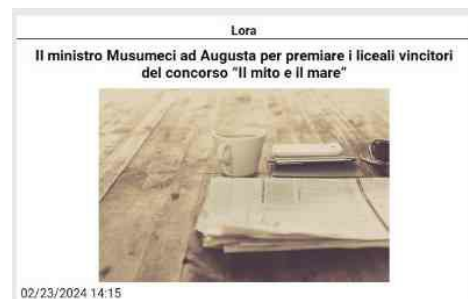 Lora
Il ministro Musumeci ad Augusta per premiare i liceali vincitori
del concorso "Il mito e il mare"
02/23/2024 14:15